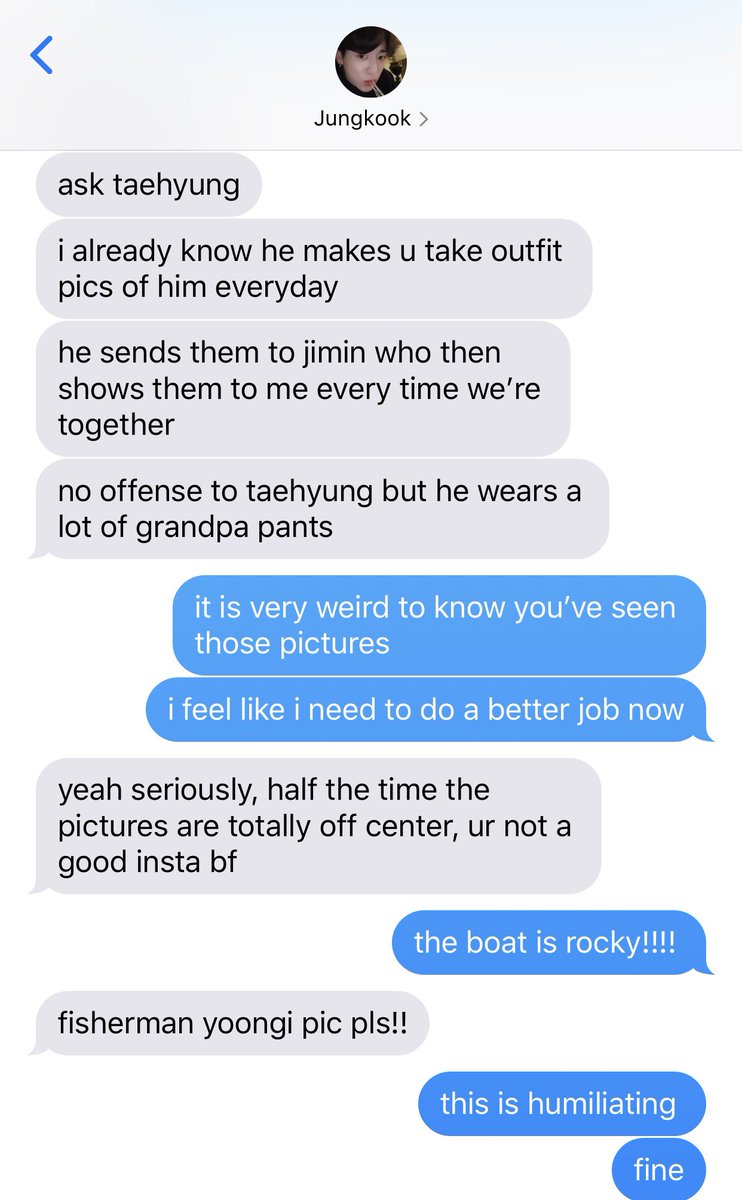 Jungkook
ask taehyung
i already know he makes u take outfit
pics of him everyday
he sends them to jimin who then
shows them to me every time we’re
together
no offense to taehyung but he wears a
lot of grandpa pants
it is very weird to know you’ve seen
those pictures
i feel like i need to do a better job now
yeah seriously, half the time the
pictures are totally off center, ur not a
good insta bf
the boat is rocky!!!!
fisherman yoongi pic pls!!
this is humiliating
fine